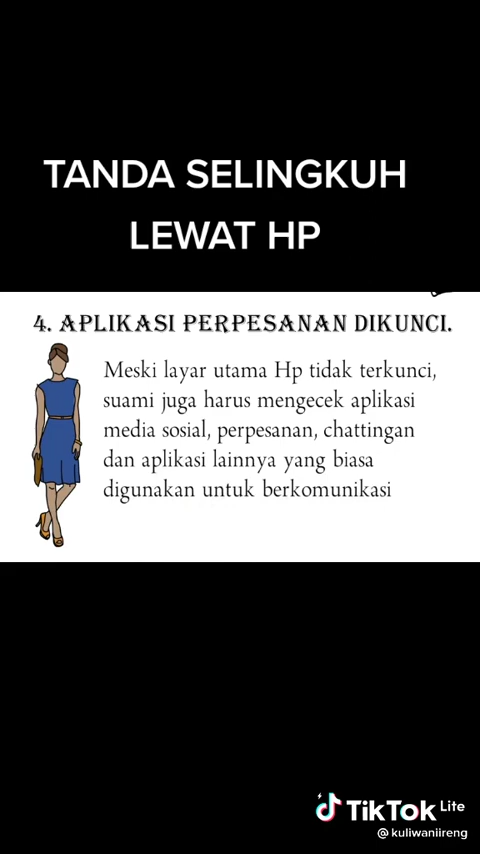 TANDA SELINGKUH
LEWAT HP
4. APLIKASI PERPESANAN DIKUNCI.
Meski layar utama Hp tidak terkunci,
suami juga harus mengecek aplikasi
media sosial, perpesanan, chattingan
dan aplikasi lainnya yang biasa
digunakan untuk berkomunikasi
TikTok Lite
@kuliwaniireng